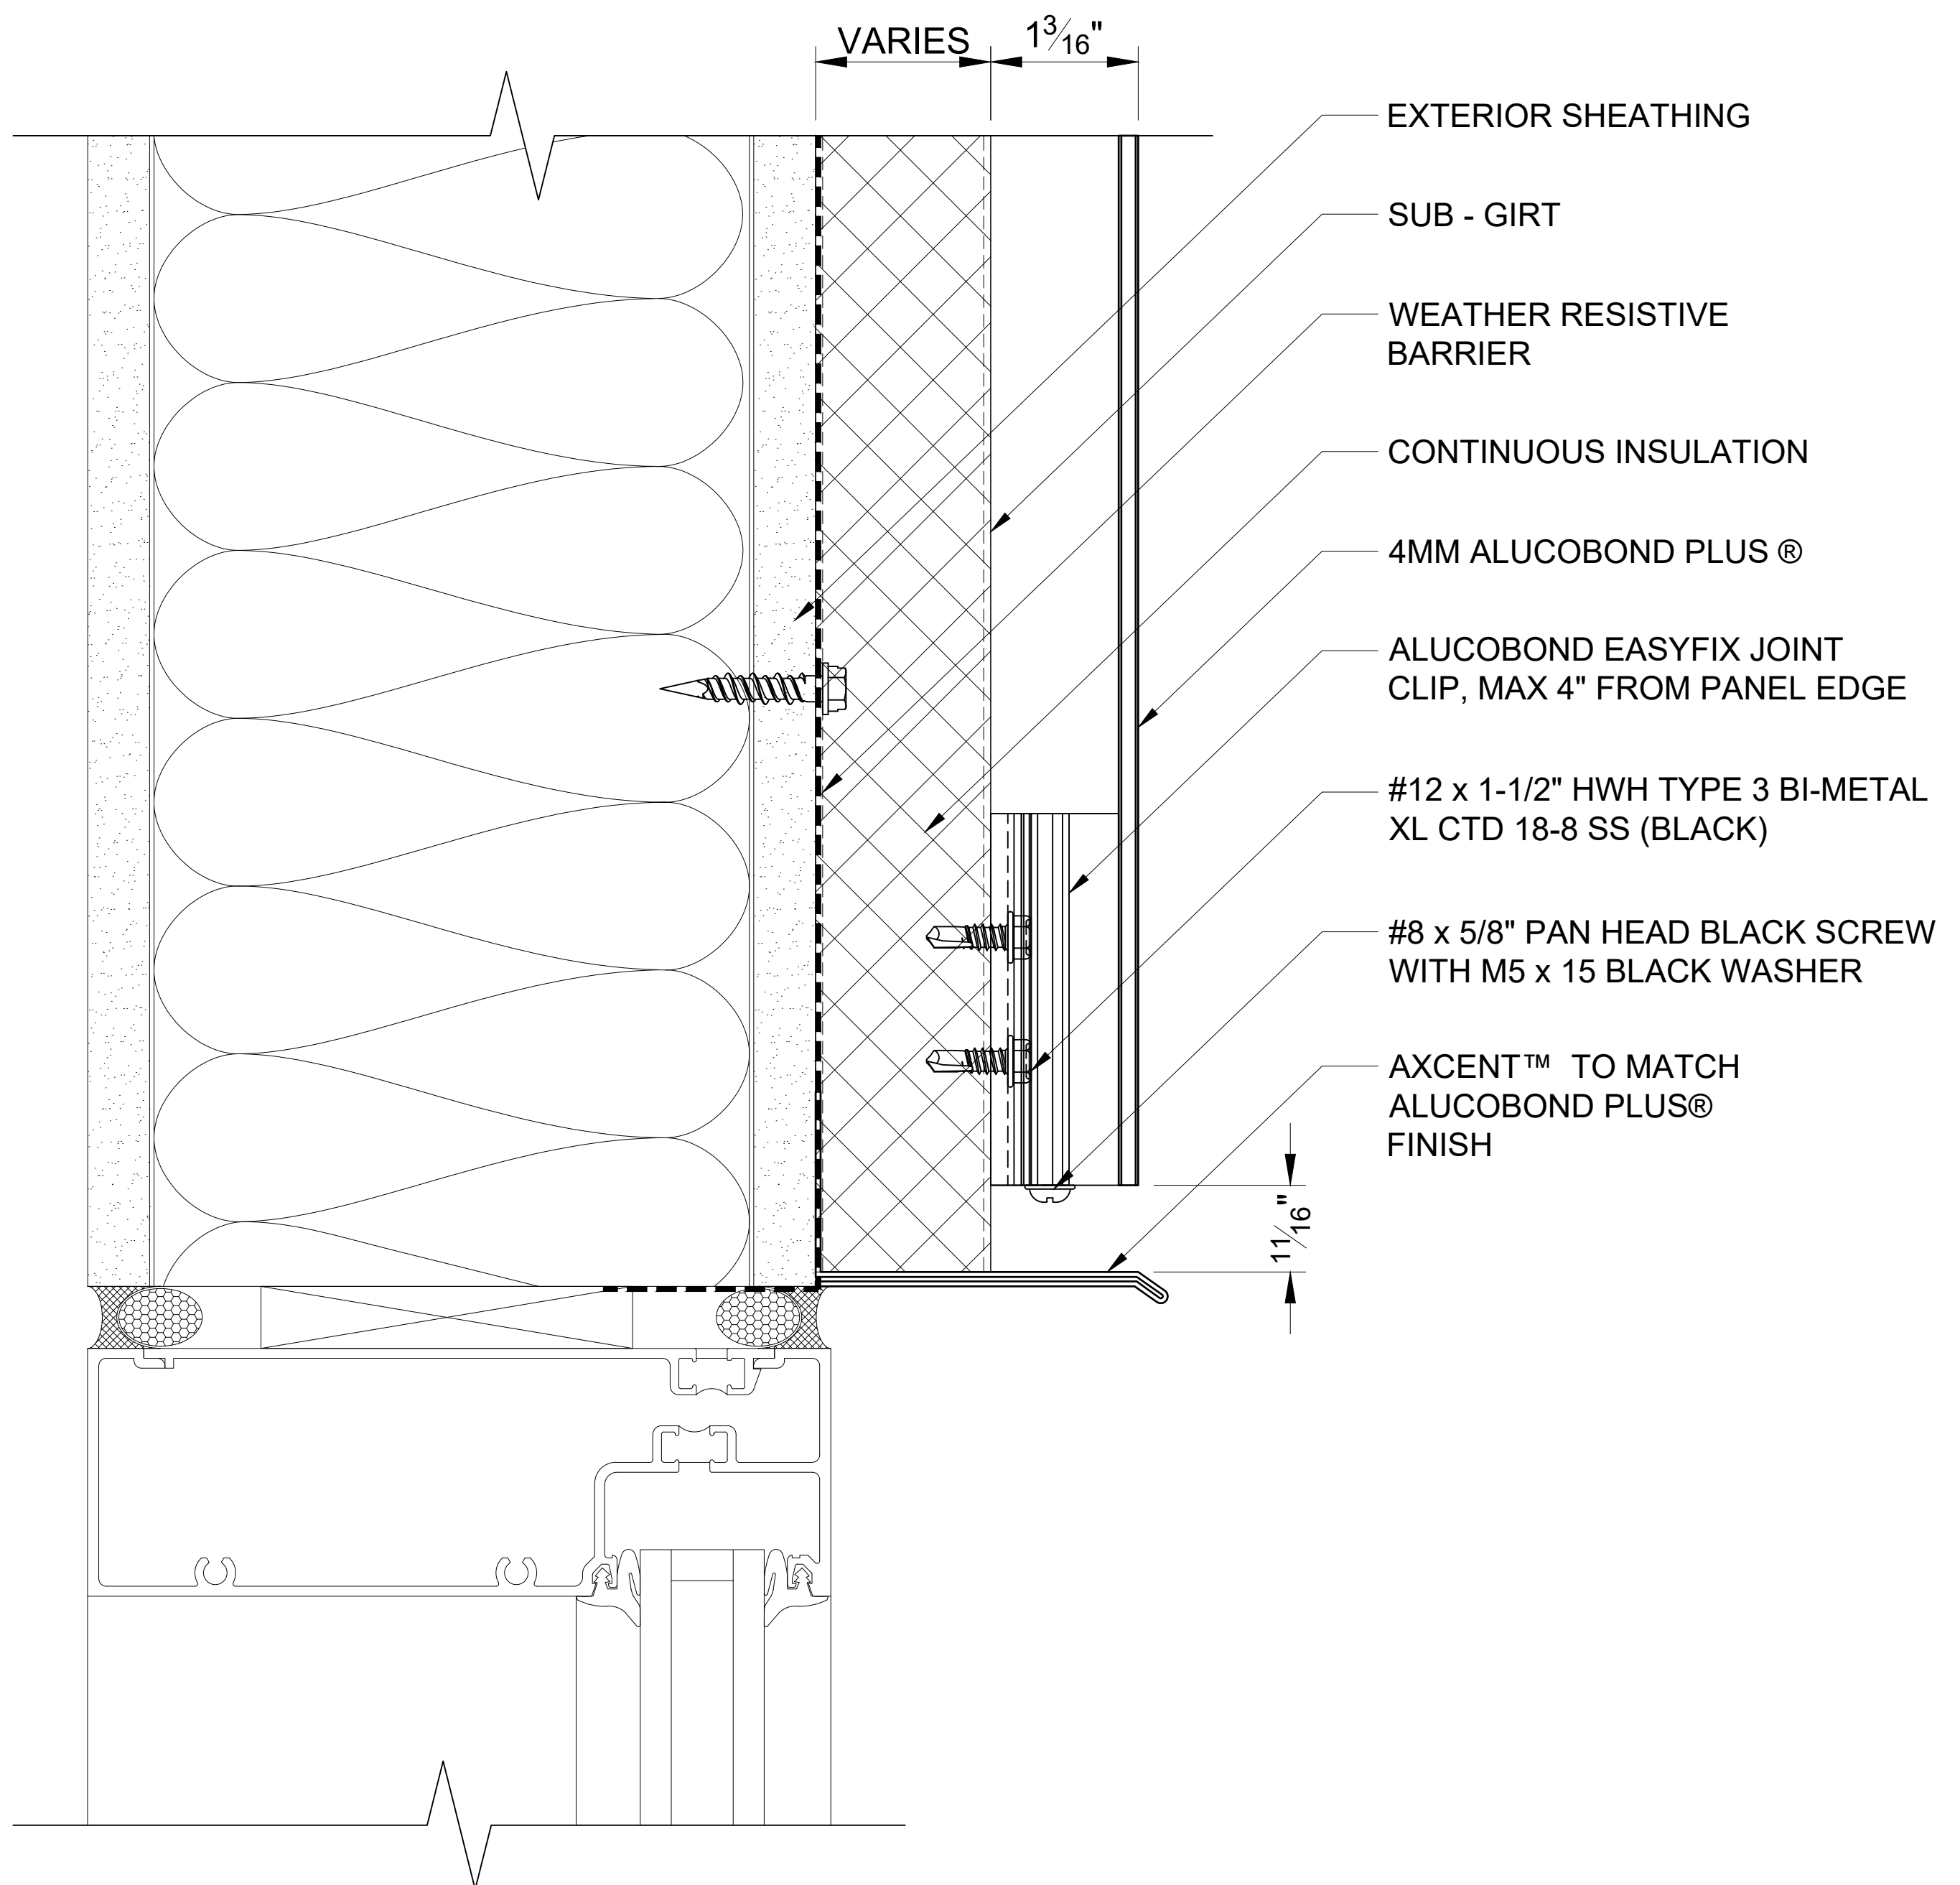 VARIES
1 3/16"
EXTERIOR SHEATHING
SUB - GIRT
WEATHER RESISTIVE
BARRIER
CONTINUOUS INSULATION
4MM ALUCOBOND PLUS ®
ALUCOBOND EASYFIX JOINT
CLIP, MAX 4" FROM PANEL EDGE
#12 x 1-1/2" HWH TYPE 3 BI-METAL
XL CTD 18-8 SS (BLACK)
#8 x 5/8" PAN HEAD BLACK SCREW
WITH M5 x 15 BLACK WASHER
AXCENT™ TO MATCH
ALUCOBOND PLUS®
FINISH
11/16"